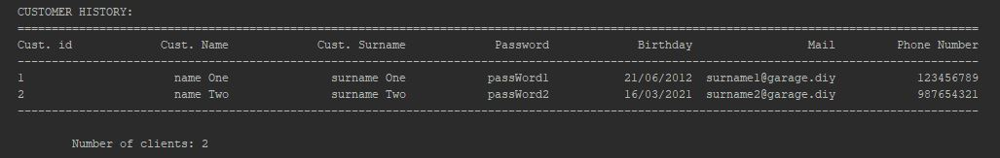 CUSTOMER HISTORY:
=============================================================================================================================================
Cust. id             Cust. Name             Cust. Surname             Password             Birthday                 Mail         Phone Number
---------------------------------------------------------------------------------------------------------------------------------------------
1                      name One               surname One            passWord1           21/06/2012  surname1@garage.diy            123456789
2                      name Two               surname Two            passWord2           16/03/2021  surname2@garage.diy            987654321
---------------------------------------------------------------------------------------------------------------------------------------------
Number of clients: 2